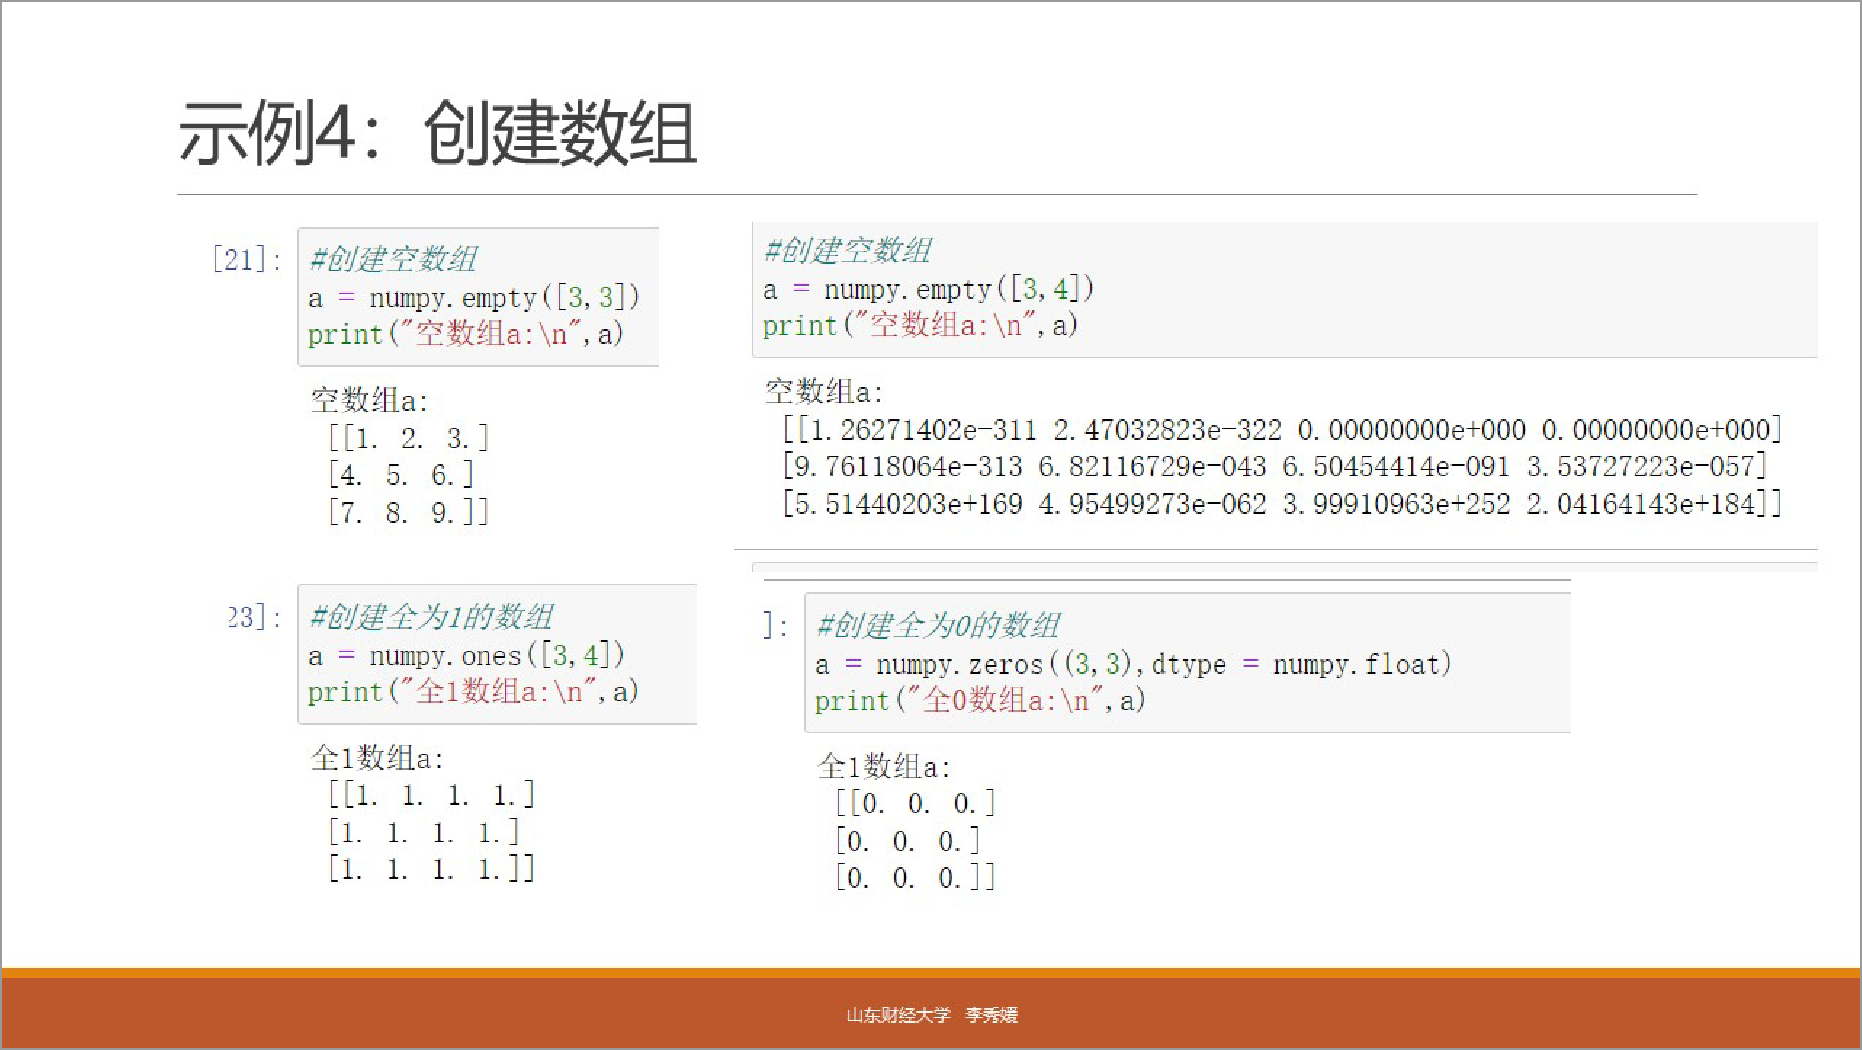 示例4：创建数组
[21]:
#创建空数组
a = numpy.empty([3,3])
print("空数组a:\n",a)
空数组a:
[[1. 2. 3.]
[4. 5. 6.]
[7. 8. 9.]]
#创建空数组
a = numpy.empty([3,4])
print("空数组a:\n",a)
空数组a:
[[1.26271402e-311 2.47032823e-322 0.00000000e+000 0.00000000e+000]
[9.76118064e-313 6.82116729e-043 6.50454414e-091 3.53727223e-057]
[5.51440203e+169 4.95499273e-062 3.99910963e+252 2.04164143e+184]]
23]:
#创建全为1的数组
a = numpy.ones([3,4])
print("全1数组a:\n",a)
全1数组a:
[[1. 1. 1. 1.]
[1. 1. 1. 1.]
[1. 1. 1. 1.]]
]:
#创建全为0的数组
a = numpy.zeros((3,3),dtype = numpy.float)
print("全0数组a:\n",a)
全1数组a:
[[0. 0. 0.]
[0. 0. 0.]
[0. 0. 0.]]
山东财经大学 李秀媛